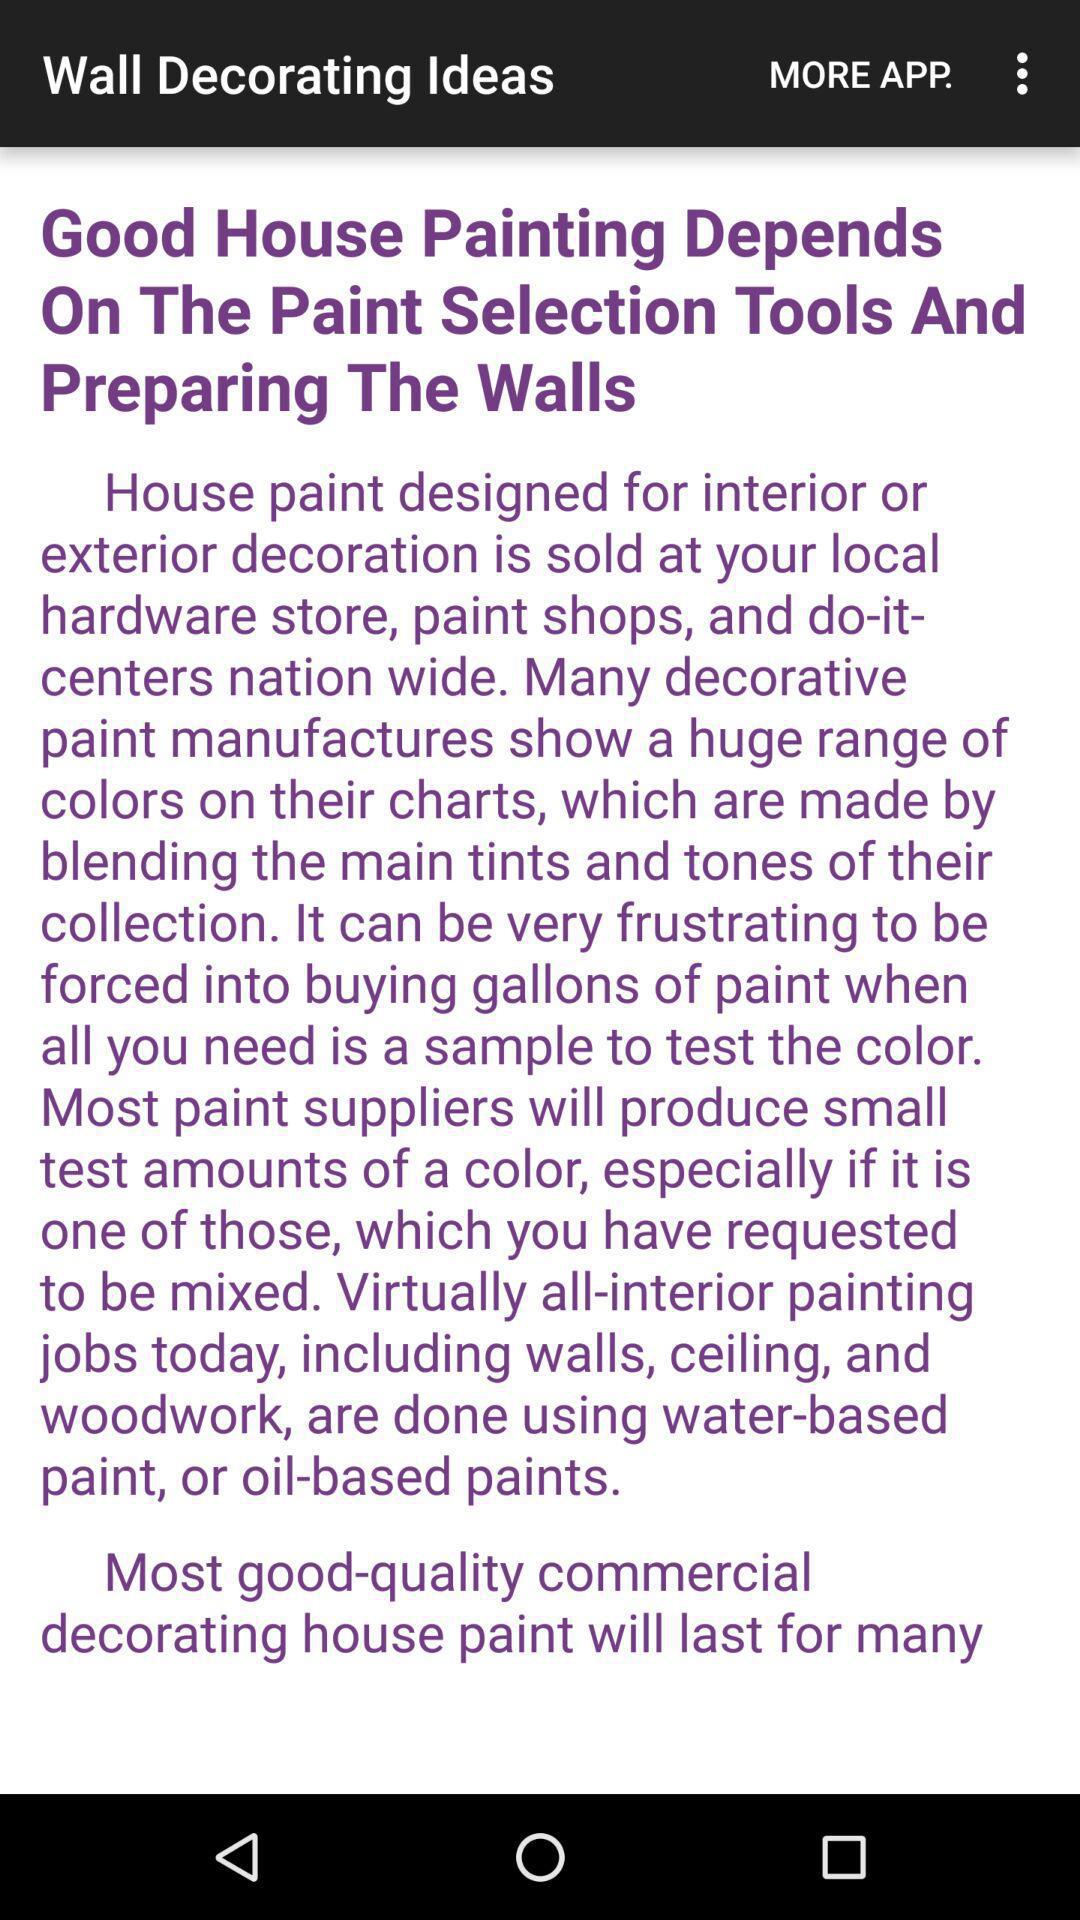 Wall Decorating Ideas MORE APP.
Good House Painting Depends
On The Paint Selection Tools And
Preparing The Walls
House paint designed for interior or
exterior decoration is sold at your local
hardware store, paint shops, and do-it-
centers nation wide. Many decorative
paint manufactures show a huge range of
colors on their charts, which are made by
blending the main tints and tones of their
collection. It can be very frustrating to be
forced into buying gallons of paint when
all you need is a sample to test the color.
Most paint suppliers will produce small
test amounts of a color, especially if it is
one of those, which you have requested
to be mixed. Virtually all-interior painting
jobs today, including walls, ceiling, and
woodwork, are done using water-based
paint, or oil-based paints.
Most good-quality commercial
decorating house paint will last for many